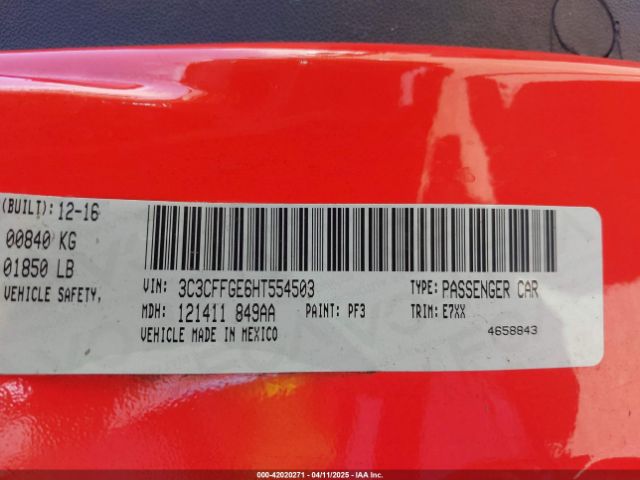 (BUILT): 12-16
00840 KG
01850 LB
VEHICLE SAFETY,
VIN: 3C3CFFGE6HT554503 TYPE: PASSENGER CAR
MDH: 121411 849AA PAINT: PF3 TRIM: E7XX
VEHICLE MADE IN MEXICO 4658843
000-42020271 - 04/11/2025 - IAA, Inc.